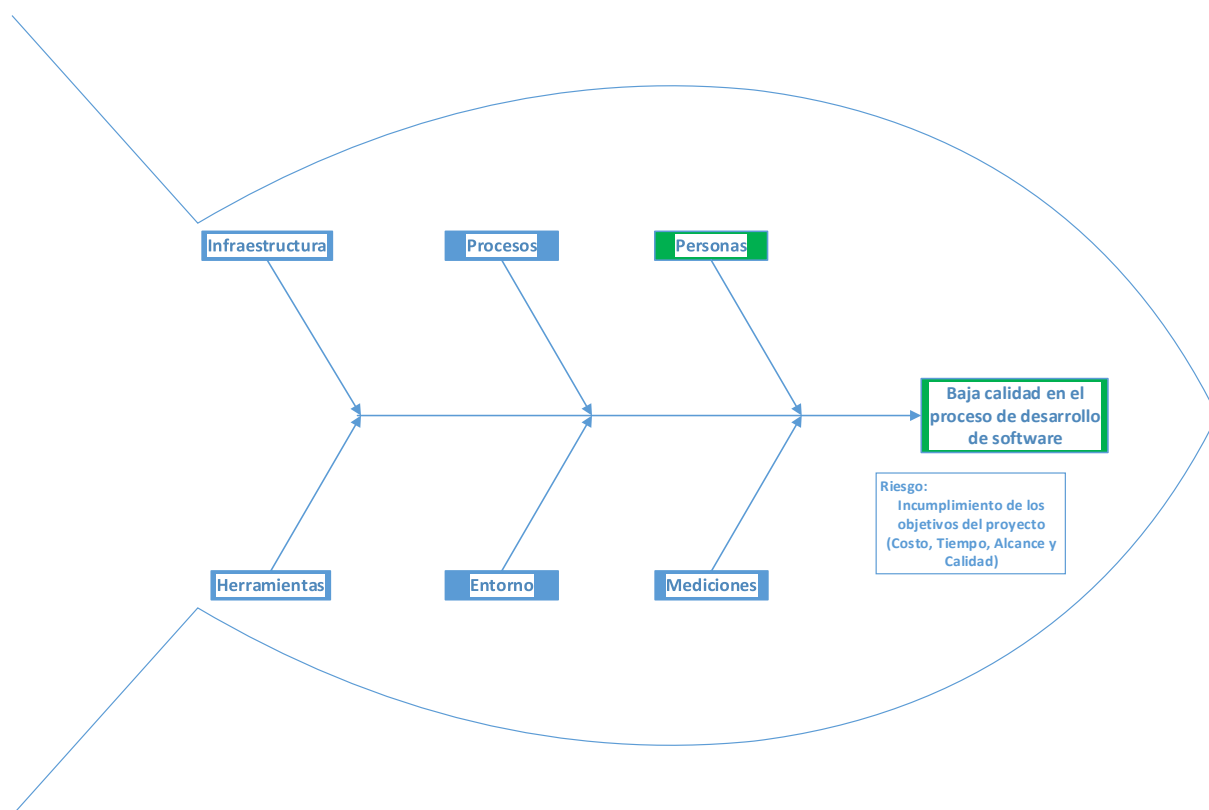 Infraestructura
Procesos
Personas
Baja calidad en el
proceso de desarrollo
de software
Riesgo:
Incumplimiento de los
objetivos del proyecto
(Costo, Tiempo, Alcance y
Calidad)
Herramientas
Entorno
Mediciones